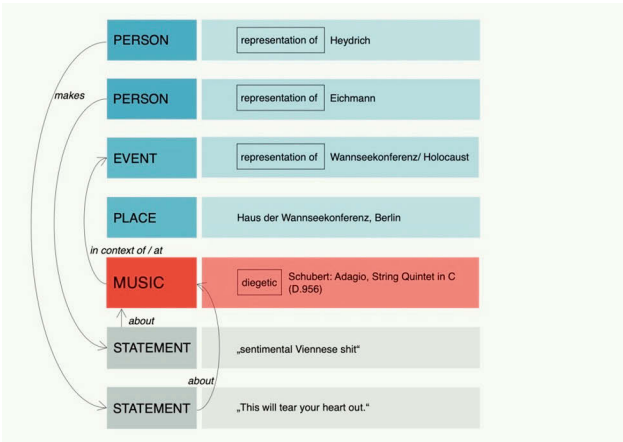 PERSON representation of Heydrich
makes
PERSON representation of Eichmann
EVENT representation of Wannseekonferenz/ Holocaust
PLACE Haus der Wannseekonferenz, Berlin
in context of / at
MUSIC diegetic Schubert: Adagio, String Quintet in C
(D.956)
about
STATEMENT „sentimental Viennese shit“
about
STATEMENT „This will tear your heart out.“